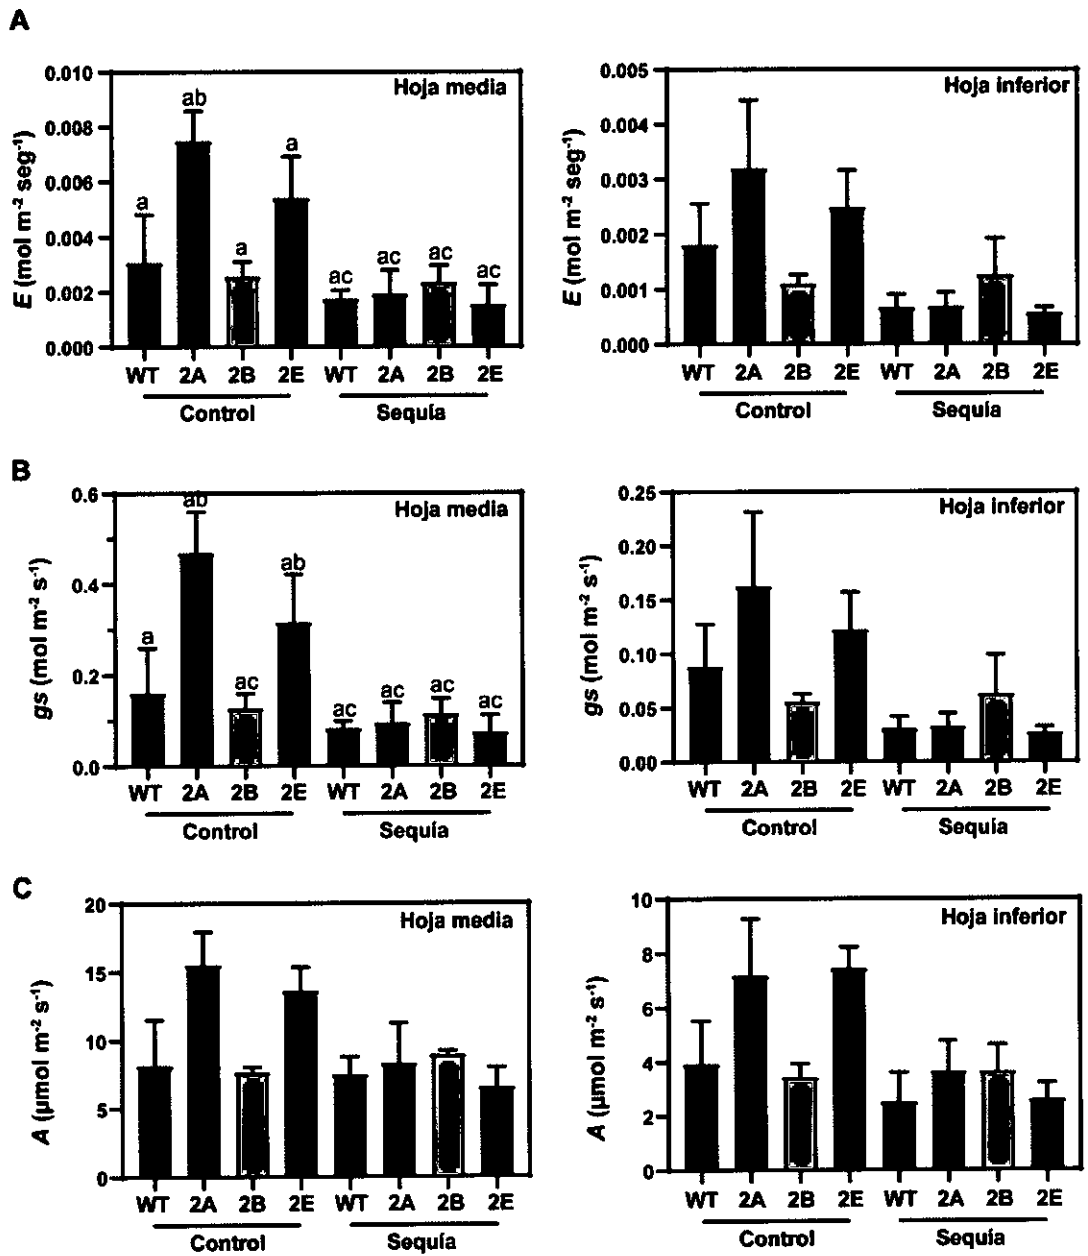 A
Hoja media
E (mol m-2 seg-1)
0.010
0.008
0.006
0.004
0.002
0.000
a
ab
a
a
ac
ac
ac
ac
WT 2A 2B 2E WT 2A 2B 2E
Control Sequía
Hoja inferior
E (mol m-2 seg-1)
0.005
0.004
0.003
0.002
0.001
0.000
WT 2A 2B 2E WT 2A 2B 2E
Control Sequía
B
Hoja media
gs (mol m-2 s-1)
0.6
0.4
0.2
0.0
a
ab
ac
ab
ac
ac
ac
ac
WT 2A 2B 2E WT 2A 2B 2E
Control Sequía
Hoja inferior
gs (mol m-2 s-1)
0.25
0.20
0.15
0.10
0.05
0.00
WT 2A 2B 2E WT 2A 2B 2E
Control Sequía
C
Hoja media
A (µmol m-2 s-1)
20
15
10
5
0
WT 2A 2B 2E WT 2A 2B 2E
Control Sequía
Hoja inferior
A (µmol m-2 s-1)
10
8
6
4
2
0
WT 2A 2B 2E WT 2A 2B 2E
Control Sequía